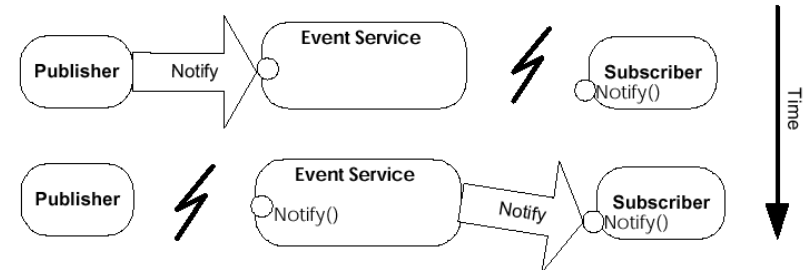 Event Service
Publisher
Notify
Subscriber
Notify()
Time
Event Service
Publisher
Notify
Subscriber
Notify()
Notify()